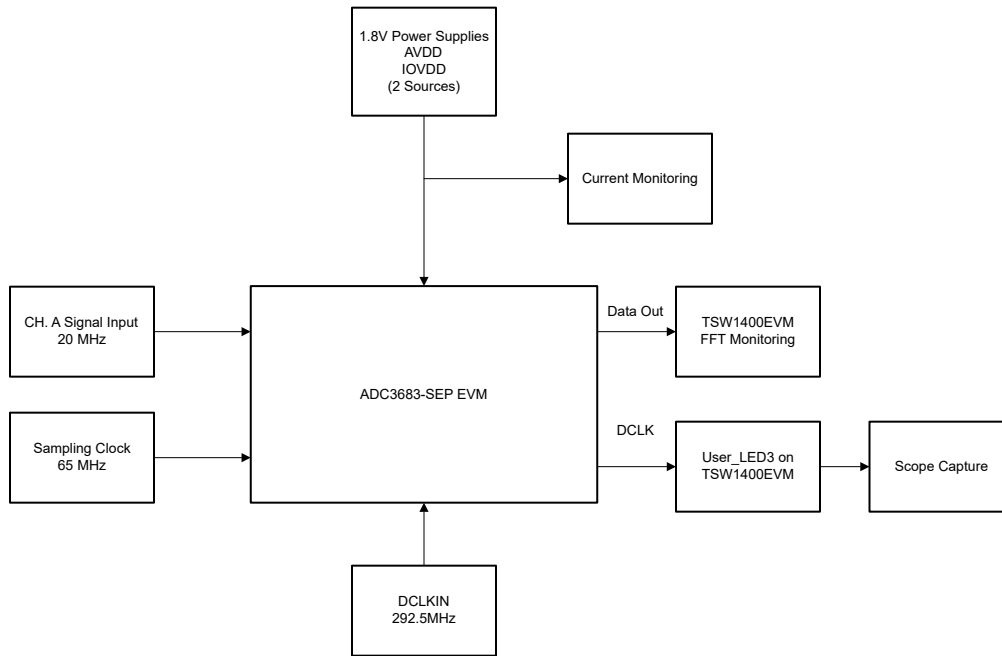 1.8V Power Supplies
AVDD
IOVDD
(2 Sources)
Current Monitoring
CH. A Signal Input
20 MHz
ADC3683-SEP EVM
Data Out
TSW1400EVM
FFT Monitoring
Sampling Clock
65 MHz
DCLK
User_LED3 on
TSW1400EVM
Scope Capture
DCLKIN
292.5MHz